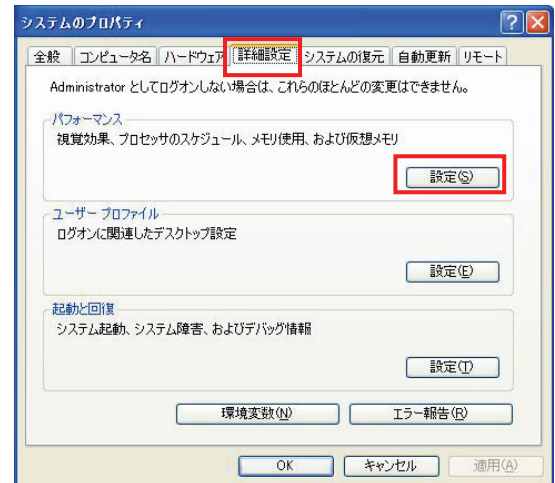 システムのプロパティ
全般 コンピュータ名 ハードウェア 詳細設定 システムの復元 自動更新 リモート
Administrator としてログオンしない場合は、これらのほとんどの変更はできません。
パフォーマンス
視覚効果、プロセッサのスケジュール、メモリ使用、および仮想メモリ
設定(S)
ユーザー プロファイル
ログオンに関連したデスクトップ設定
設定(E)
起動と回復
システム起動、システム障害、およびデバッグ情報
設定(T)
環境変数(N) エラー報告(R)
OK キャンセル 適用(A)